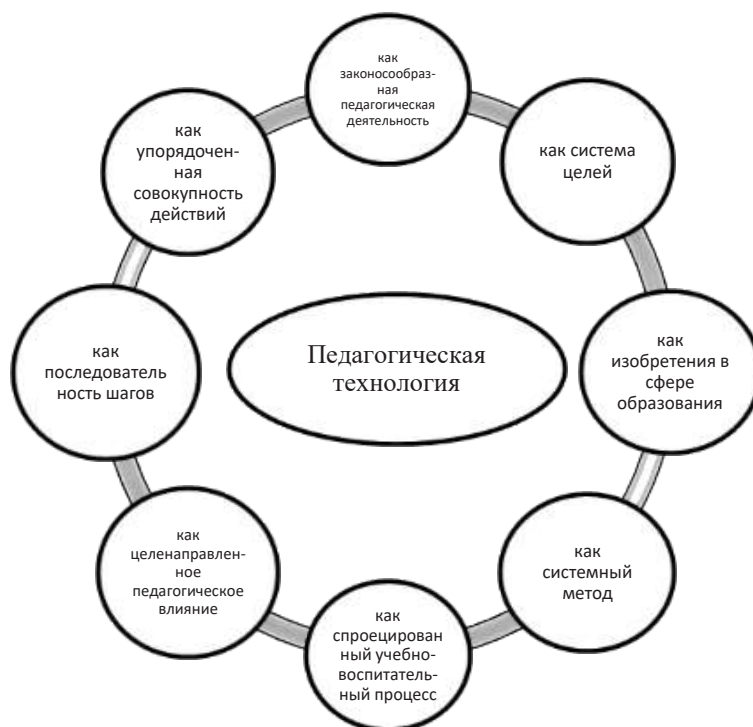 как
законосообраз-
ная
педагогическая
деятельность
как система
целей
как
изобретения в
сфере
образования
как
системный
метод
как
спроецирован
ный учебно-
воспитатель-
ный процесс
как
целенаправлен-
ное
педагогическое
влияние
как
последователь
ность шагов
как
упорядочен-
ная
совокупность
действий
Педагогическая
технология